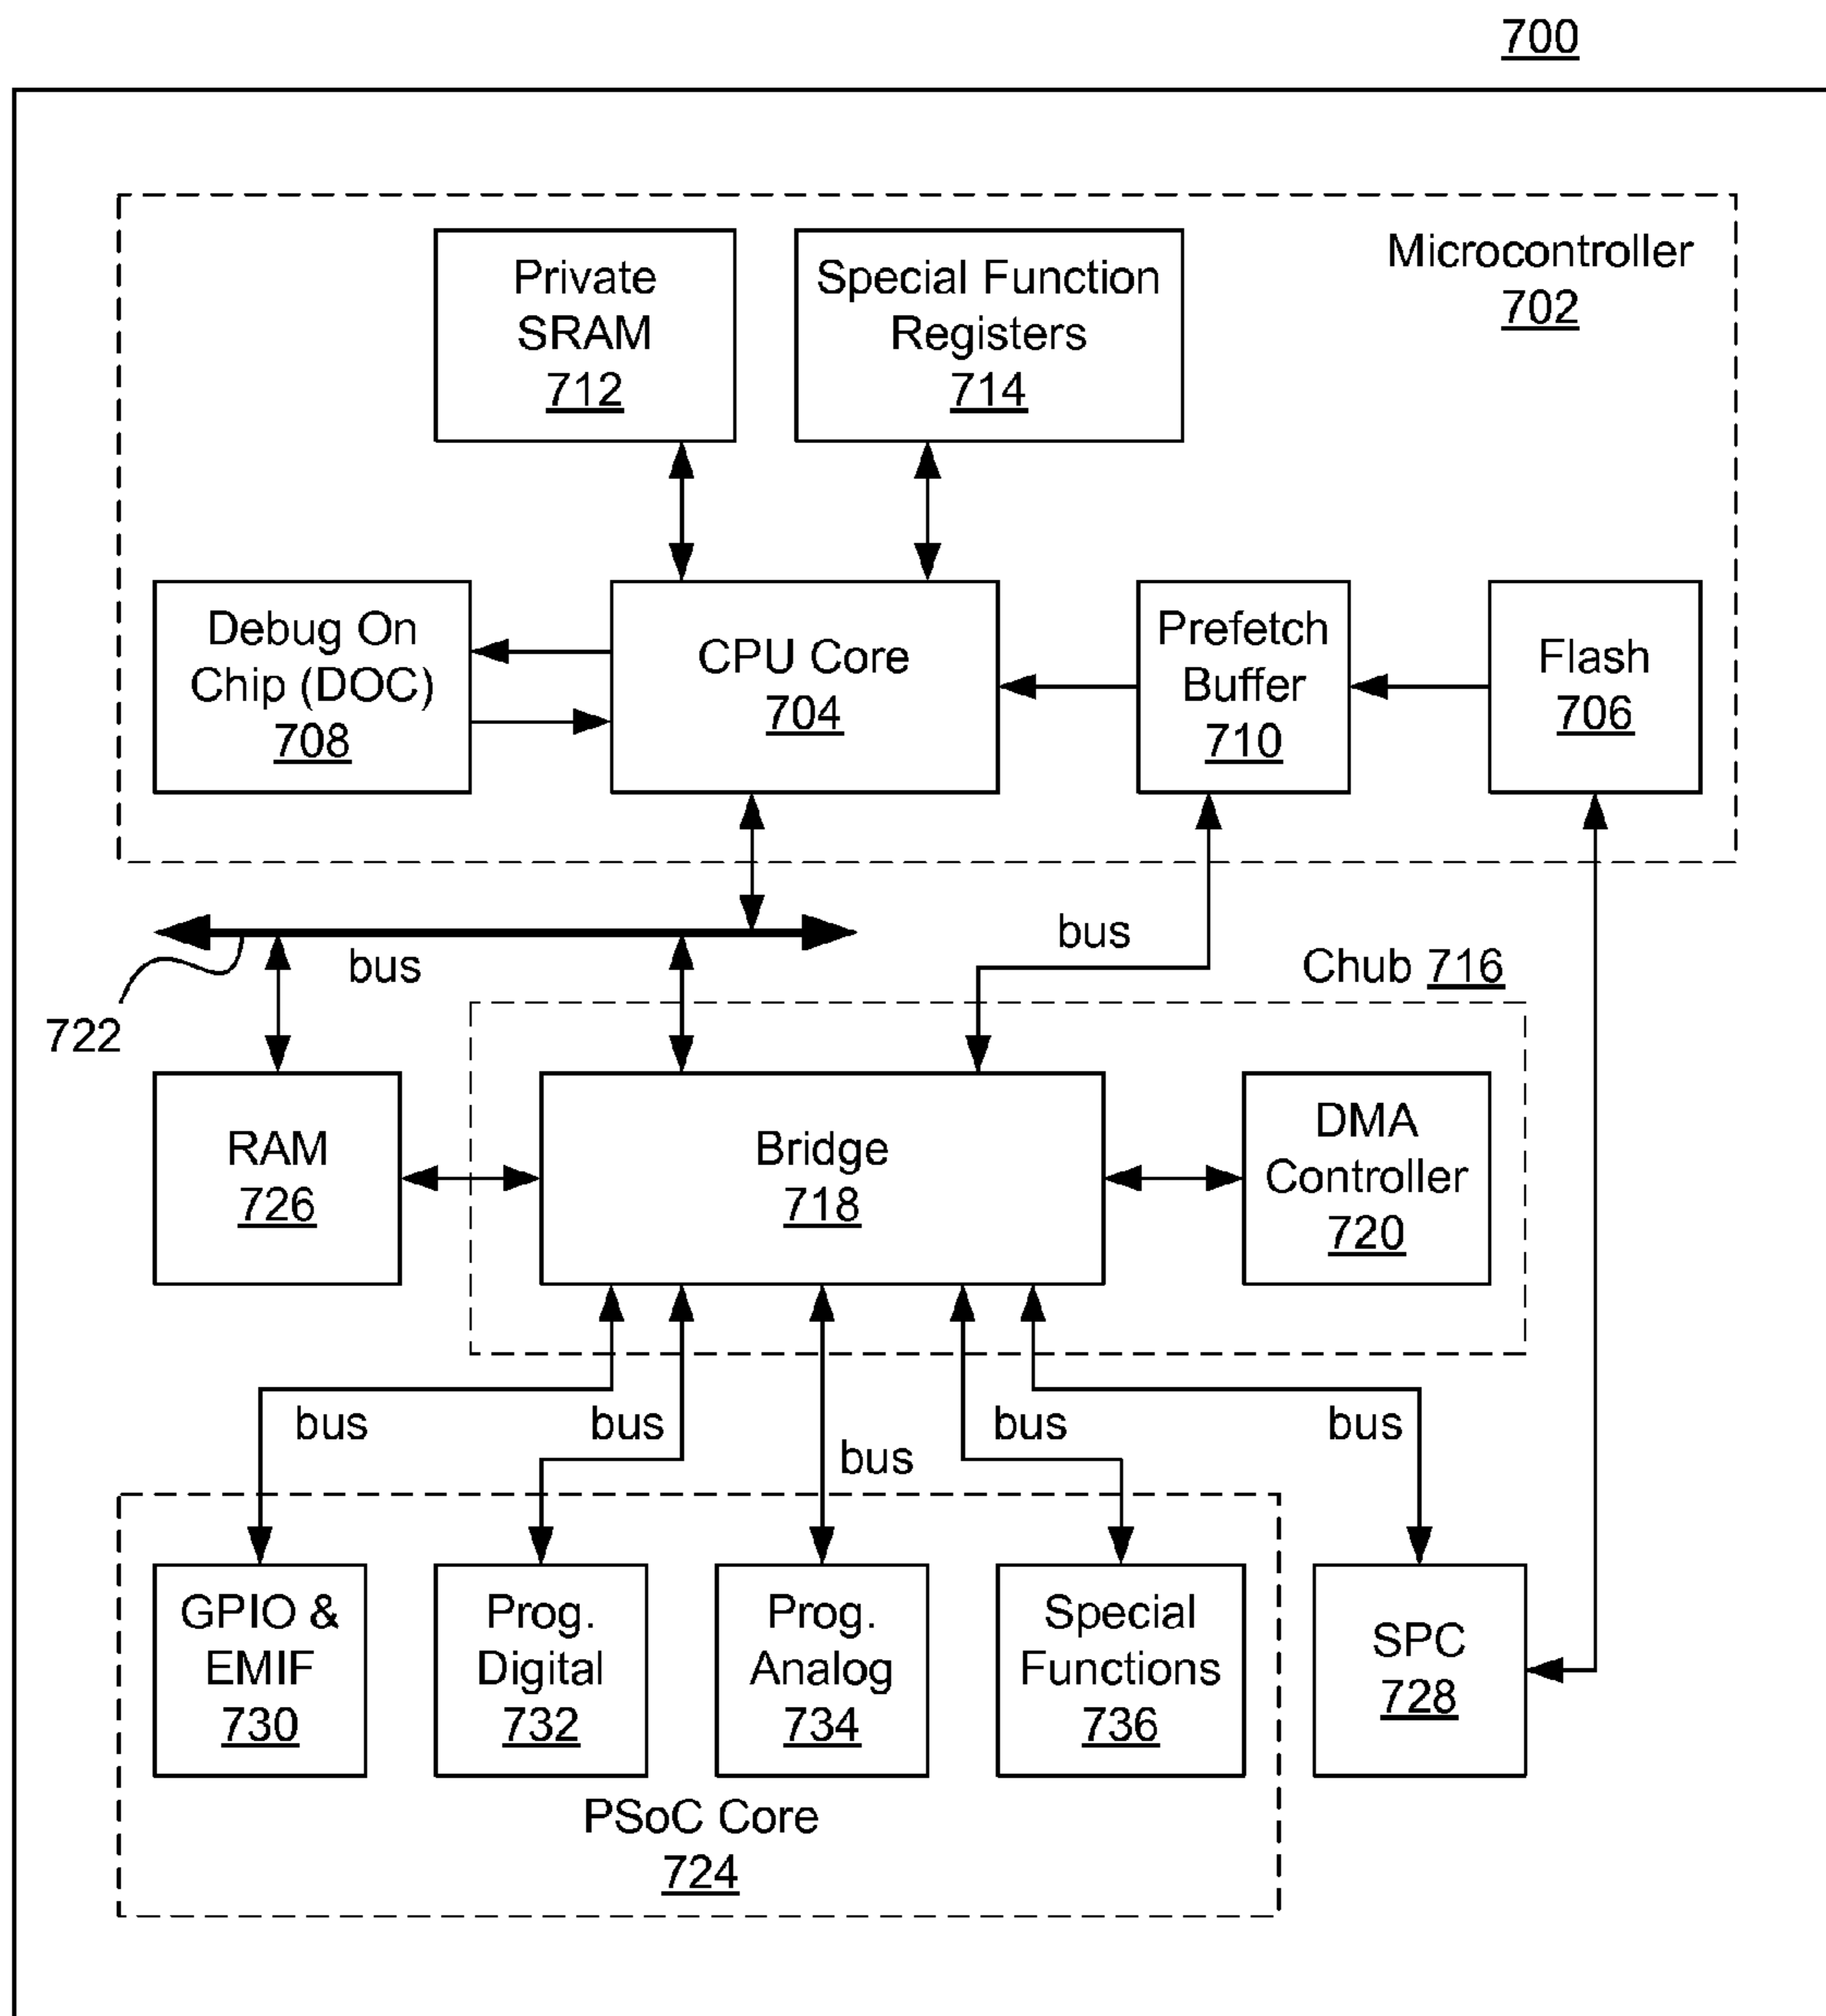 700
Microcontroller
702
Private
SRAM
712
Special Function
Registers
714
Debug On
Chip (DOC)
708
CPU Core
704
Prefetch
Buffer
710
Flash
706
bus
722
bus
Chub 716
RAM
726
Bridge
718
DMA
Controller
720
bus
bus
bus
bus
bus
GPIO &
EMIF
730
Prog.
Digital
732
Prog.
Analog
734
Special
Functions
736
SPC
728
PSoC Core
724